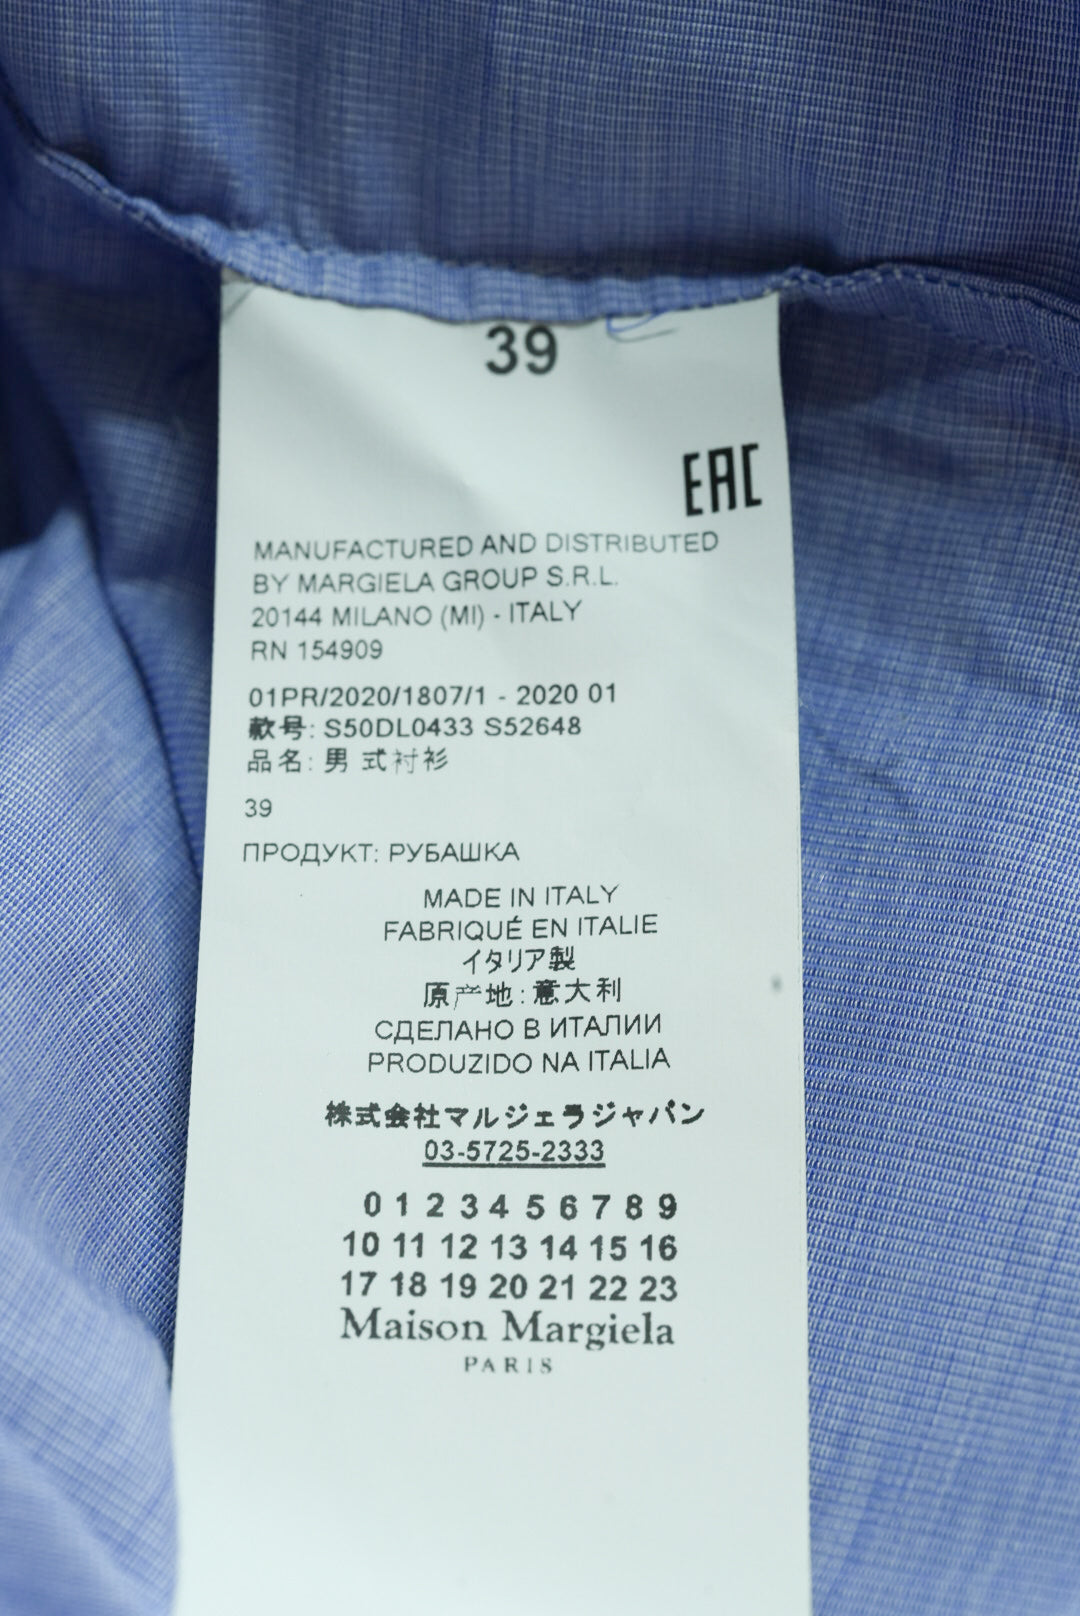 39
EAC
MANUFACTURED AND DISTRIBUTED
BY MARGIELA GROUP S.R.L.
20144 MILANO (MI) - ITALY
RN 154909
01PR/2020/1807/1 - 2020 01
款号: S50DL0433 S52648
品名: 男 式衬衫
39
ПРОДУКТ: РУБАШКА
MADE IN ITALY
FABRIQUÉ EN ITALIE
イタリア製
原产地: 意大利
СДЕЛАНО В ИТАЛИИ
PRODUZIDO NA ITALIA
株式会社マルジェラジャパン
03-5725-2333
0 1 2 3 4 5 6 7 8 9
10 11 12 13 14 15 16
17 18 19 20 21 22 23
Maison Margiela
PARIS